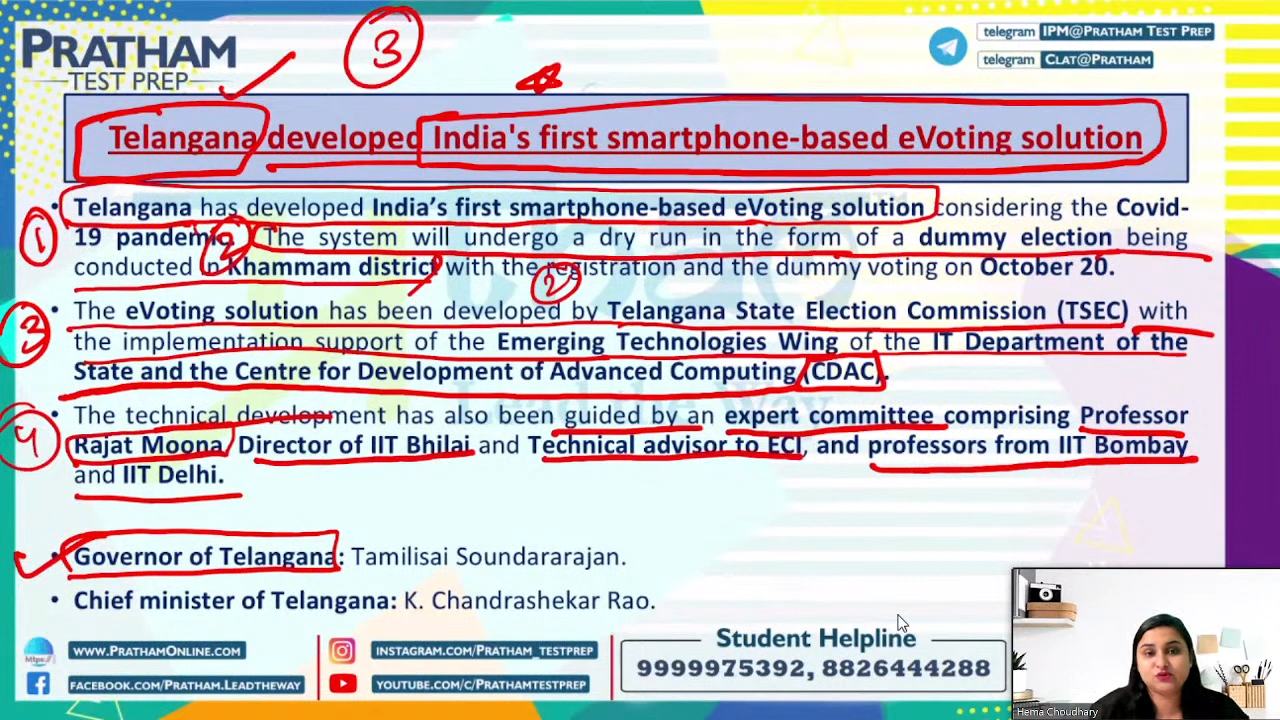 PRATHAM
TEST PREP
3
telegram IPM@PRATHAM TEST PREP
telegram CLAT@PRATHAM
Telangana developed India's first smartphone-based eVoting solution
• Telangana has developed India's first smartphone-based eVoting solution considering the Covid-
1 19 pandemic. 2 The system will undergo a dry run in the form of a dummy election being
conducted in Khammam district with the registration and the dummy voting on October 20.
2
• The eVoting solution has been developed by Telangana State Election Commission (TSEC) with
3 the implementation support of the Emerging Technologies Wing of the IT Department of the
State and the Centre for Development of Advanced Computing (CDAC).
• The technical development has also been guided by an expert committee comprising Professor
4 Rajat Moona, Director of IIT Bhilai and Technical advisor to ECI, and professors from IIT Bombay
and IIT Delhi.
• Governor of Telangana: Tamilisai Soundararajan.
• Chief minister of Telangana: K. Chandrashekar Rao.
Https://
WWW.PRATHAMONLINE.COM
FACEBOOK.COM/PRATHAM.LEADTHEWAY
INSTAGRAM.COM/PRATHAM_TESTPREP
YOUTUBE.COM/C/PRATHAMTESTPREP
Student Helpline
9999975392, 8826444288
Hema Choudhary